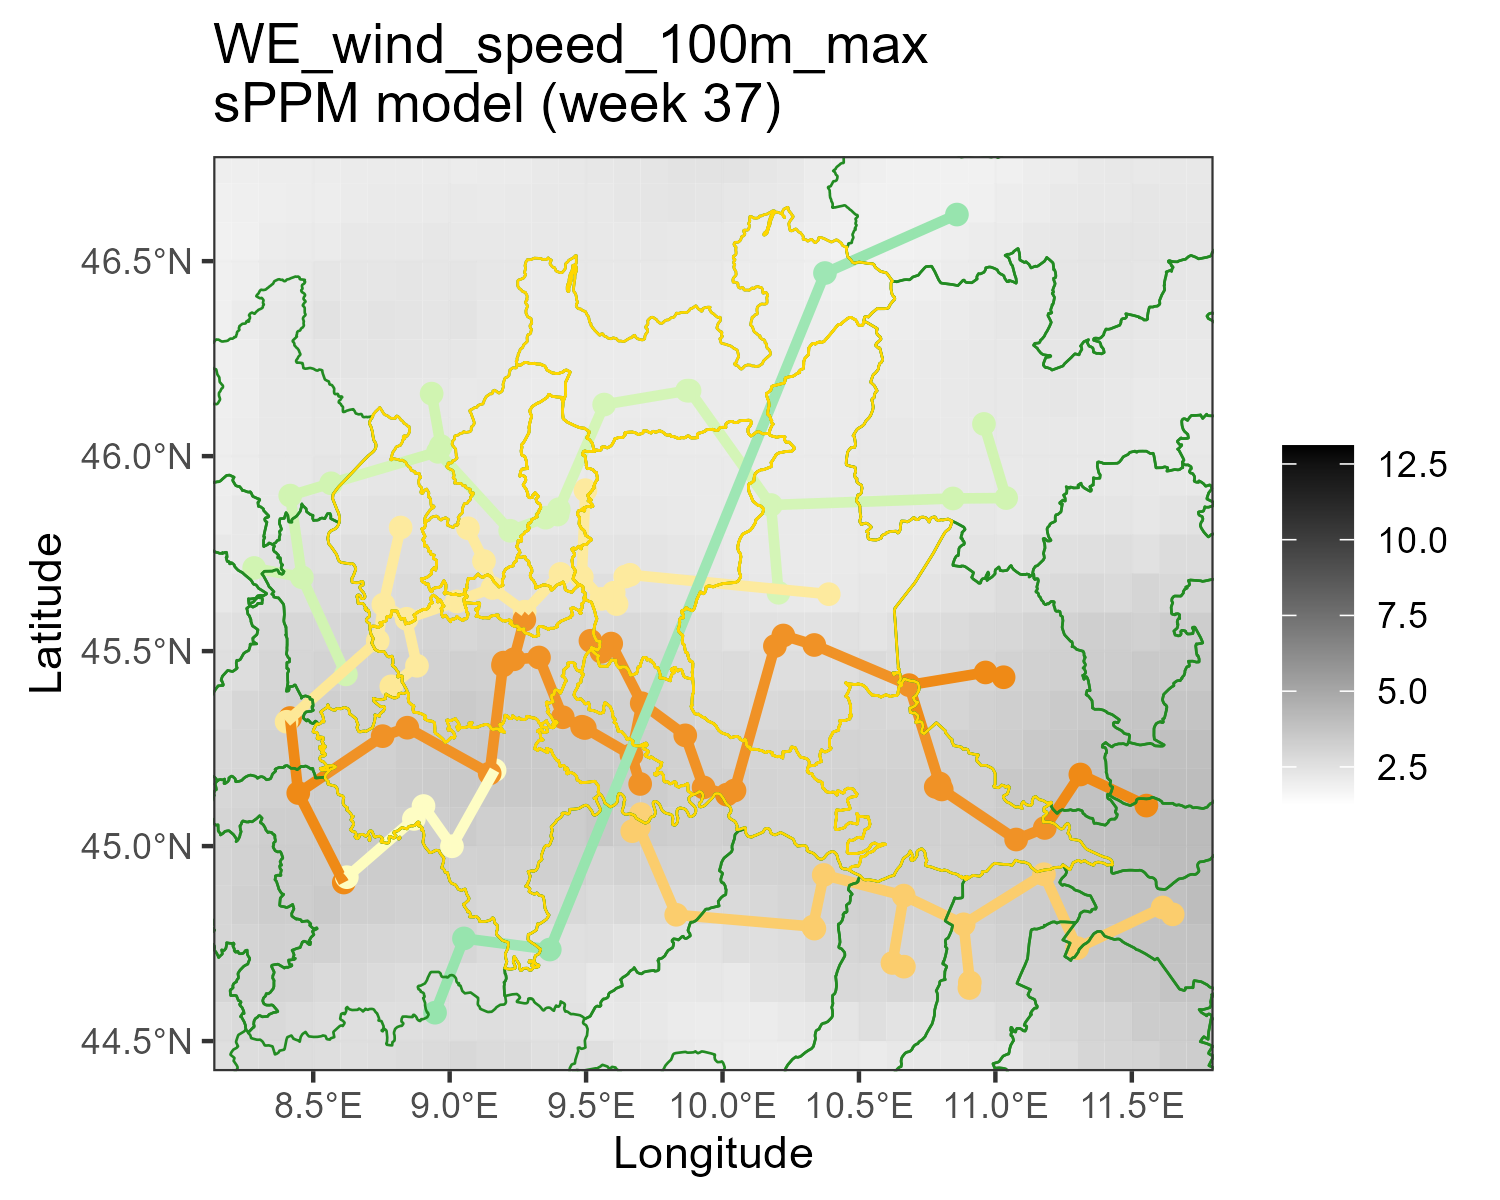 WE_wind_speed_100m_max
sPPM model (week 37)
46.5°N
46.0°N
45.5°N
45.0°N
44.5°N
Latitude
8.5°E 9.0°E 9.5°E 10.0°E 10.5°E 11.0°E 11.5°E
Longitude
12.5
10.0
7.5
5.0
2.5